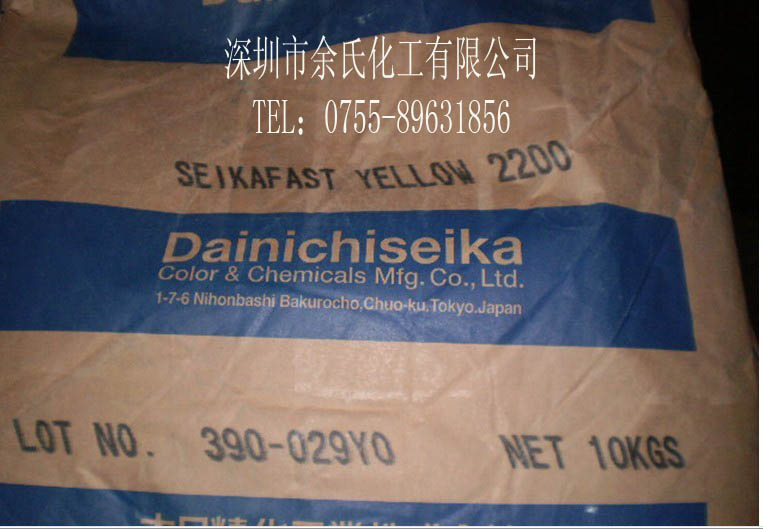 深圳市余氏化工有限公司
TEL: 0755-89631856
SEIKAFAST YELLOW 2200
Dainichiseika
Color & Chemicals Mfg. Co., Ltd.
1-7-6 Nihonbashi Bakurocho, Chuo-ku, Tokyo. Japan
LOT NO. 390-029Y0 NET 10KGS